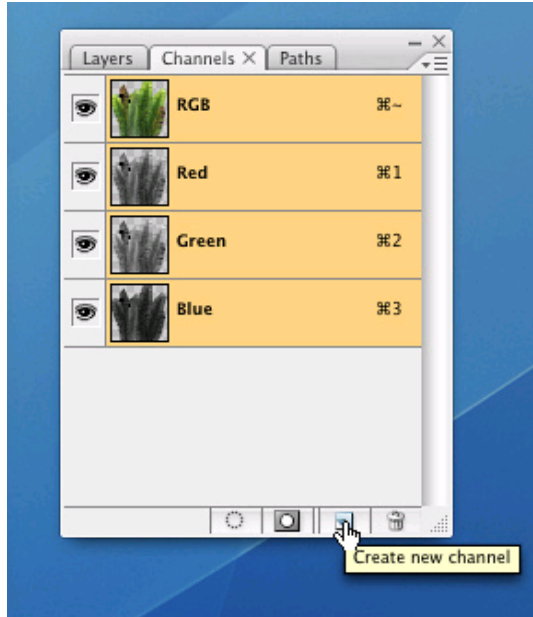 Layers Channels × Paths
RGB ⌘~
Red ⌘1
Green ⌘2
Blue ⌘3
Create new channel